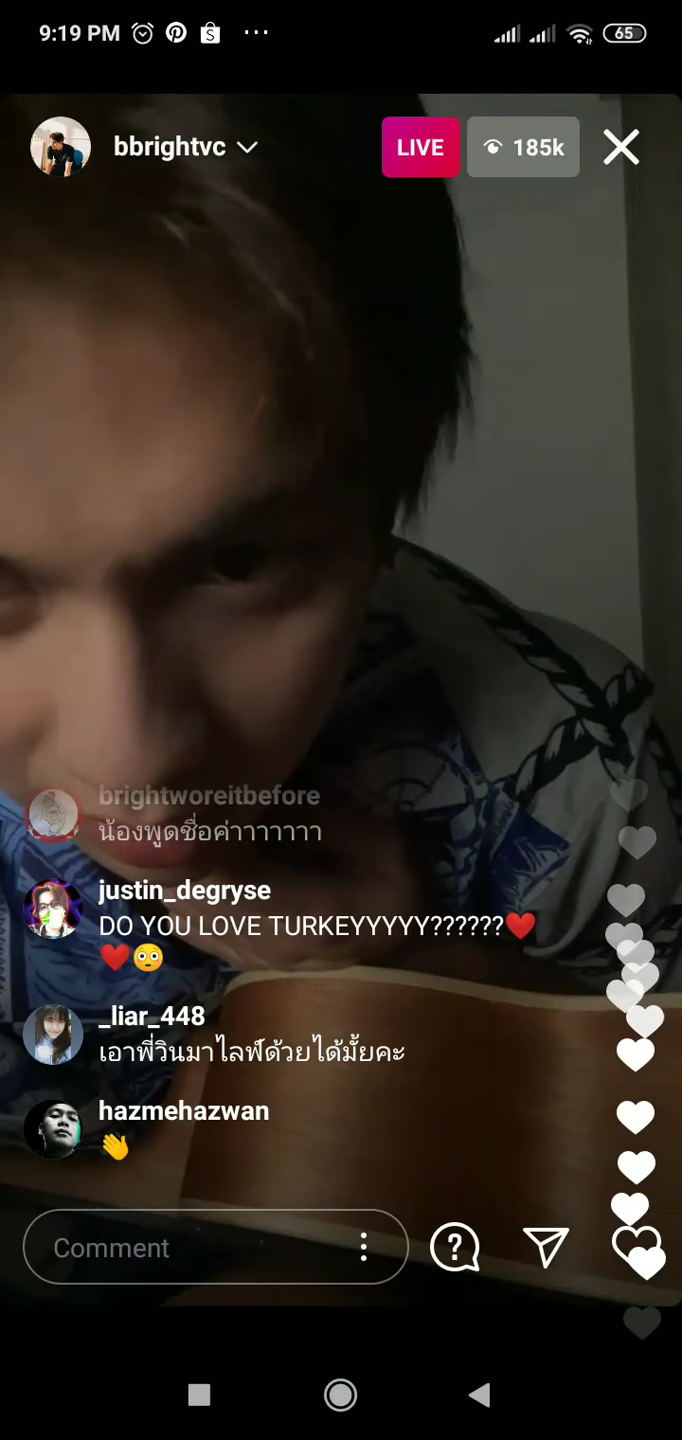 9:19 PM
65
bbrightvc
LIVE
185k
brightworeitbefore
น้องพูดชื่อค่าาาาาาา
justin_degryse
DO YOU LOVE TURKEYYYYY??????❤️
❤️😳
_liar_448
เอาพี่วินมาไลฟ์ด้วยได้มั้ยคะ
hazmehazwan
👋
Comment